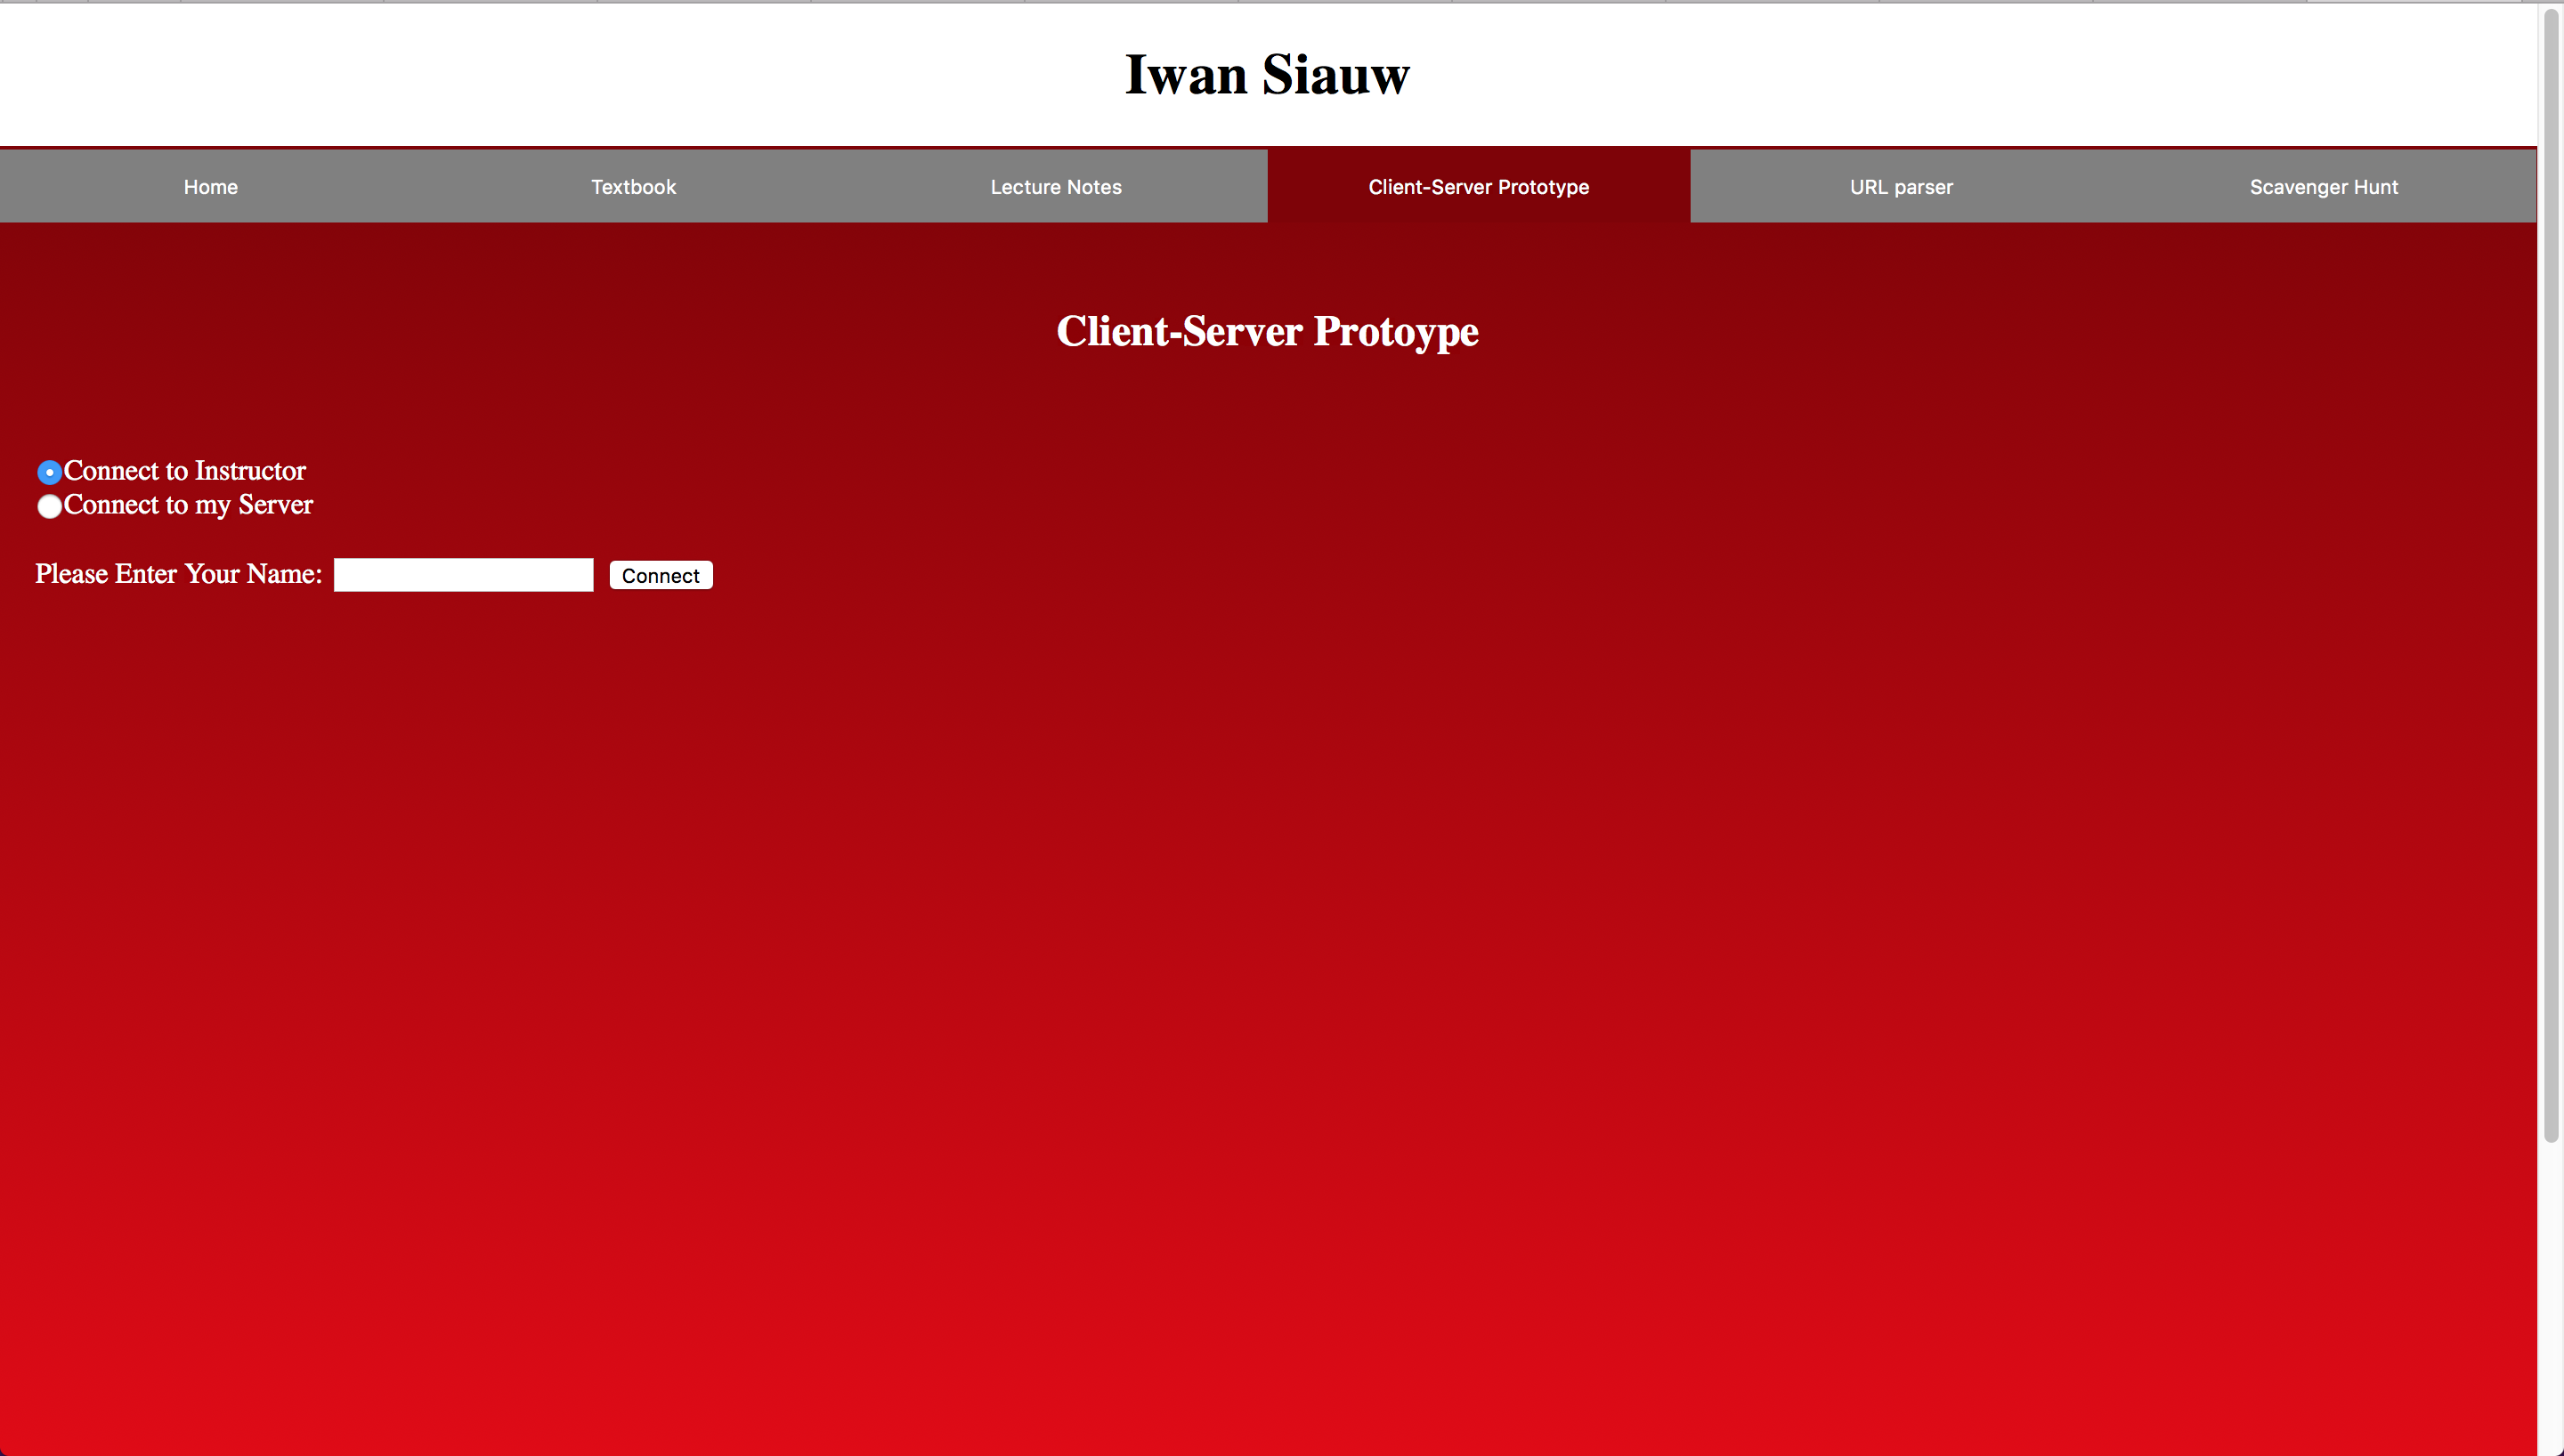 Iwan Siauw
Home Textbook Lecture Notes Client-Server Prototype URL parser Scavenger Hunt
Client-Server Protoype
Connect to Instructor
Connect to my Server
Please Enter Your Name: Connect